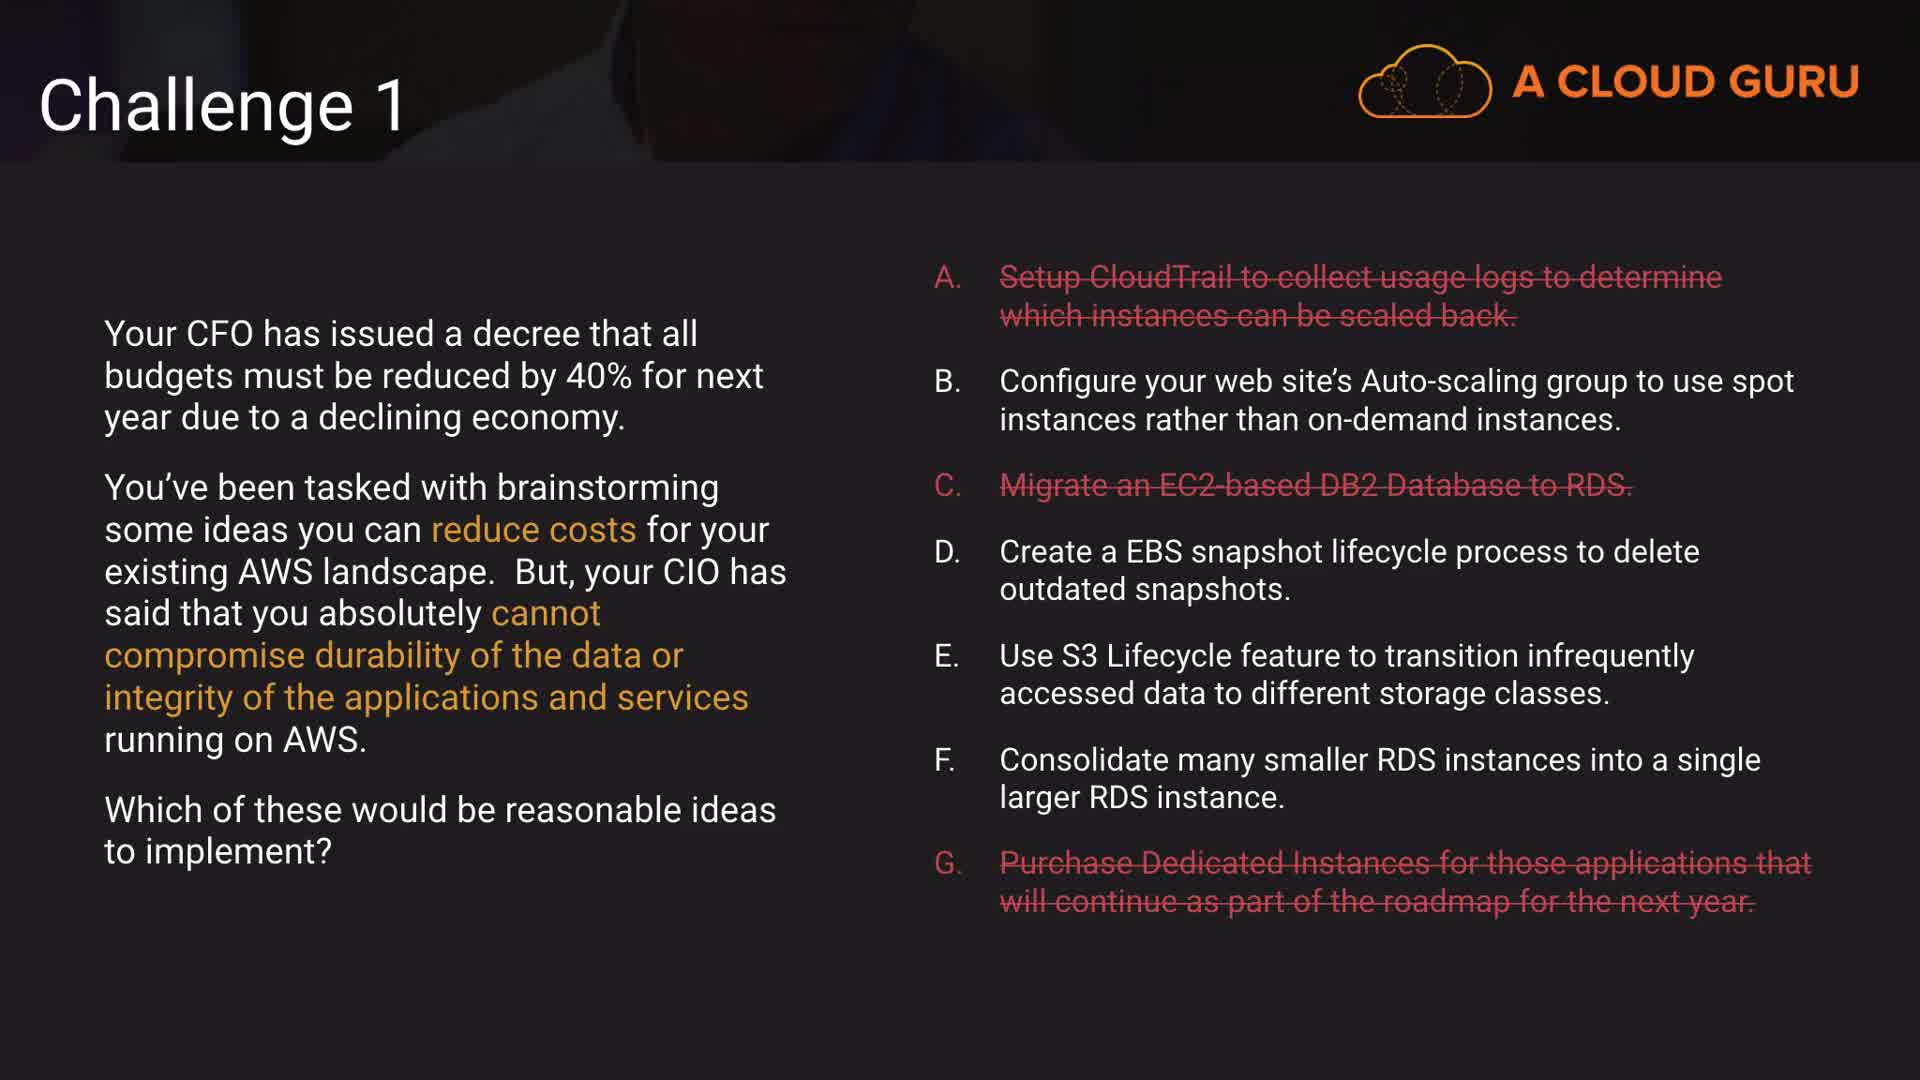 Challenge 1
A CLOUD GURU
Your CFO has issued a decree that all
budgets must be reduced by 40% for next
year due to a declining economy.
You’ve been tasked with brainstorming
some ideas you can reduce costs for your
existing AWS landscape.  But, your CIO has
said that you absolutely cannot
compromise durability of the data or
integrity of the applications and services
running on AWS.
Which of these would be reasonable ideas
to implement?
A. Setup CloudTrail to collect usage logs to determine
which instances can be scaled back.
B. Configure your web site’s Auto-scaling group to use spot
instances rather than on-demand instances.
C. Migrate an EC2-based DB2 Database to RDS.
D. Create a EBS snapshot lifecycle process to delete
outdated snapshots.
E. Use S3 Lifecycle feature to transition infrequently
accessed data to different storage classes.
F. Consolidate many smaller RDS instances into a single
larger RDS instance.
G. Purchase Dedicated Instances for those applications that
will continue as part of the roadmap for the next year.